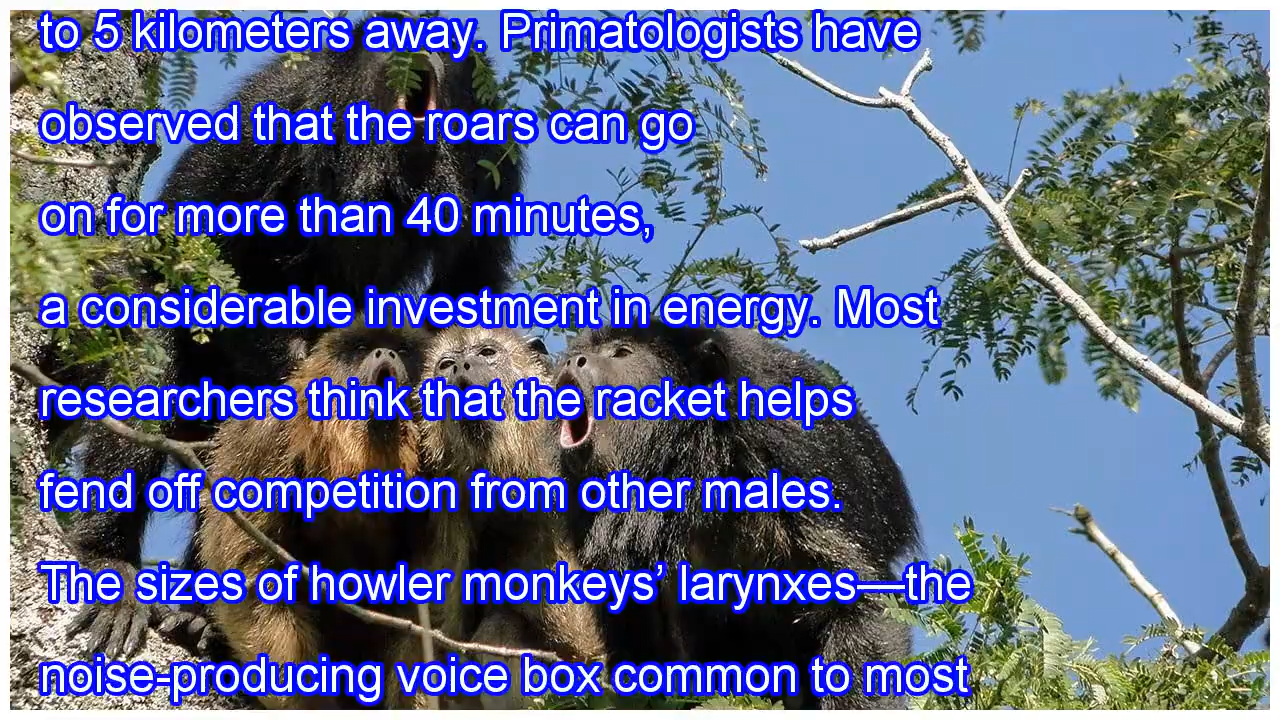 to 5 kilometers away. Primatologists have
observed that the roars can go
on for more than 40 minutes,
a considerable investment in energy. Most
researchers think that the racket helps
fend off competition from other males.
The sizes of howler monkeys’ larynxes—the
noise-producing voice box common to most